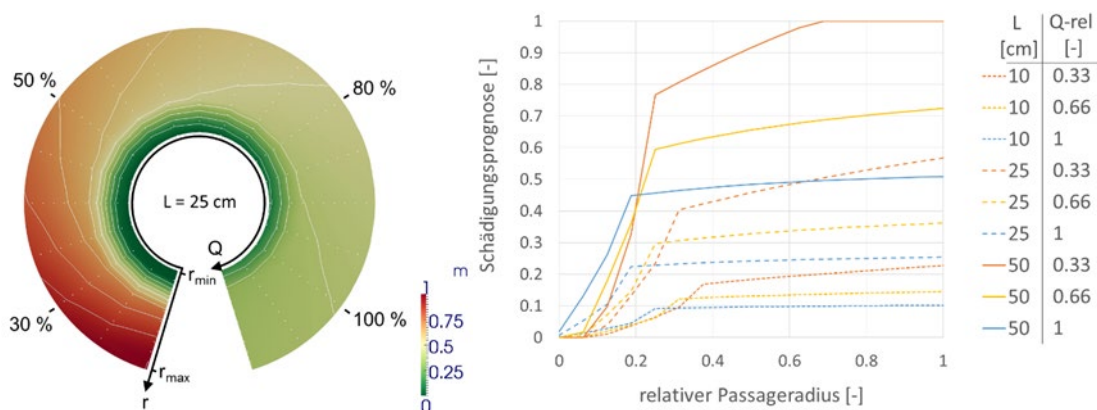 50 %
80 %
L = 25 cm
Q
r_min
30 %
100 %
r_max
r
m
1
0.75
0.5
0.25
0
Schädigungsprognose [-]
1
0.9
0.8
0.7
0.6
0.5
0.4
0.3
0.2
0.1
0
0 0.2 0.4 0.6 0.8 1
relativer Passageradius [-]
L Q-rel
[cm] [-]
10 0.33
10 0.66
10 1
25 0.33
25 0.66
25 1
50 0.33
50 0.66
50 1